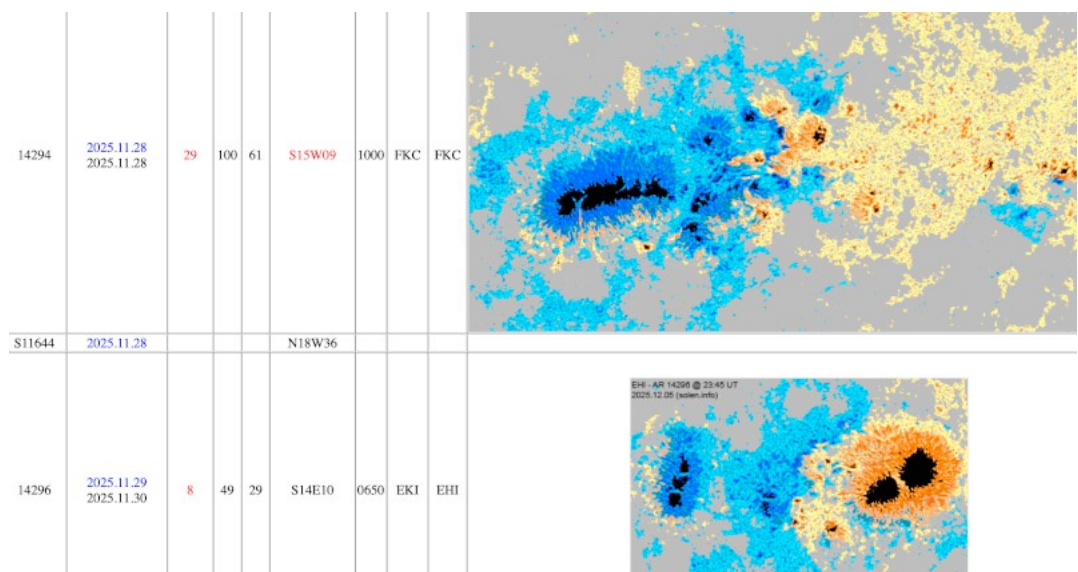 14294 2025.11.28 29 100 61 S15W09 1000 FKC FKC
2025.11.28
S11644 2025.11.28 N18W36
EHI - AR 14296 @ 23:45 UT
2025.12.05 (solen.info)
14296 2025.11.29 8 49 29 S14E10 0650 EKI EHI
2025.11.30